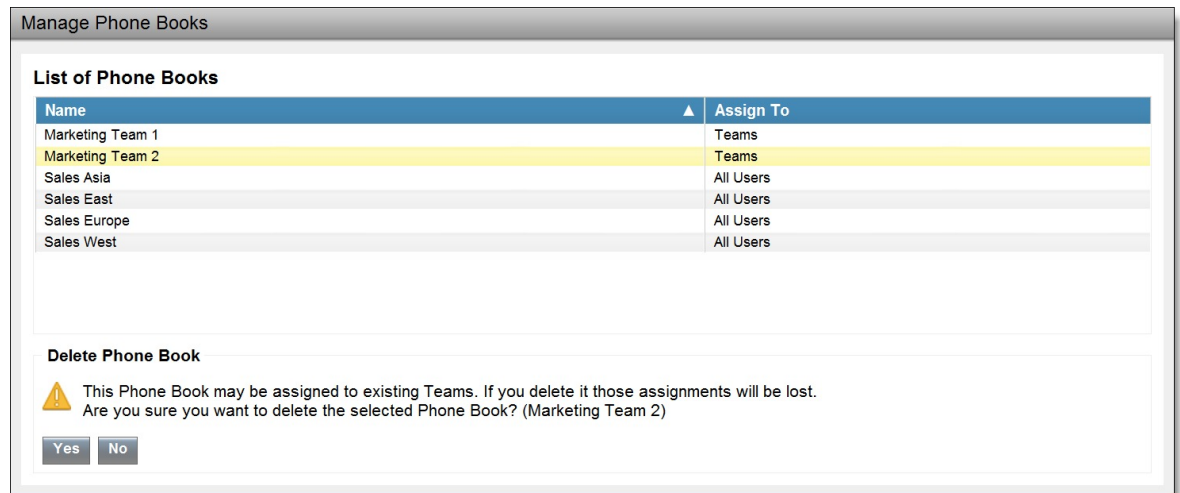 Manage Phone Books
List of Phone Books
Name ▲ Assign To
Marketing Team 1 Teams
Marketing Team 2 Teams
Sales Asia All Users
Sales East All Users
Sales Europe All Users
Sales West All Users
Delete Phone Book
This Phone Book may be assigned to existing Teams. If you delete it those assignments will be lost.
Are you sure you want to delete the selected Phone Book? (Marketing Team 2)
Yes No